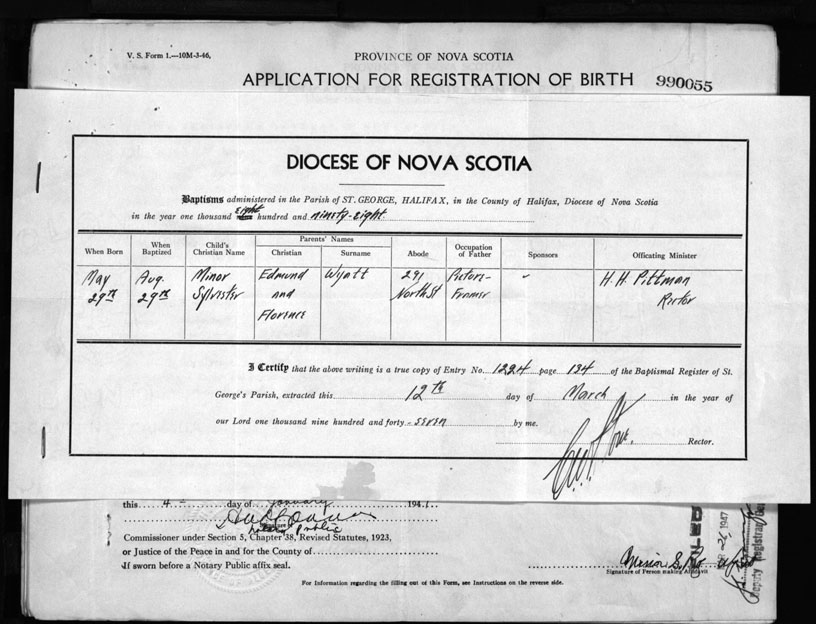 V. S. Form 1.—10M-3-46,
PROVINCE OF NOVA SCOTIA
APPLICATION FOR REGISTRATION OF BIRTH 990055
DIOCESE OF NOVA SCOTIA
Baptisms administered in the Parish of ST. GEORGE, HALIFAX, in the County of Halifax, Diocese of Nova Scotia
in the year one thousand eight hundred and ninety-eight.
Parents' Names
When Born When Baptized Child's Christian Name Christian Surname Abode Occupation of Father Sponsors Officating Minister
May Aug. Minor Edmund Wyatt 291 Picture- H. H. Pittman
29th 29th Sylvester and North St Framer Rector
Florence
I Certify that the above writing is a true copy of Entry No. 1224 page 134 of the Baptismal Register of St.
George's Parish, extracted this 12th day of March in the year of
our Lord one thousand nine hundred and forty-seven by me.
Rector.
this 4 day of January 1947
Notary Public
Commissioner under Section 5, Chapter 38, Revised Statutes, 1923,
or Justice of the Peace in and for the County of
If sworn before a Notary Public affix seal.
Signature of Person making Affidavit
For Information regarding the filling out of this Form, see Instructions on the reverse side.
1947
Deputy Registrar